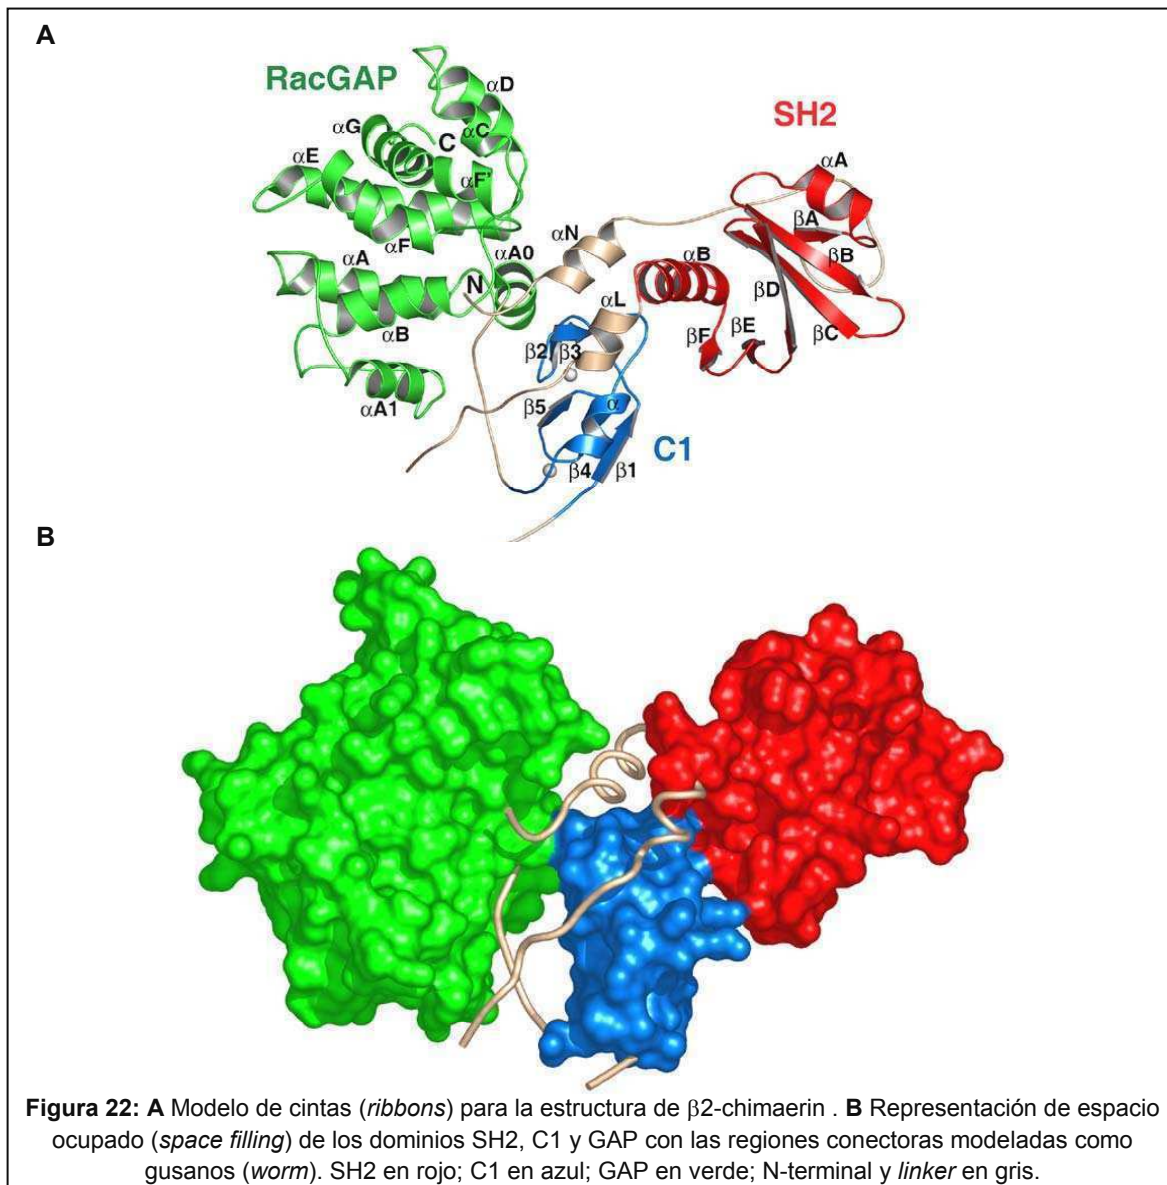 A
RacGAP
αD
SH2
αG
C
αC
αA
αE
αF'
αN
βA
αF
αA
αA0
αB
βB
N
βD
αL
αB
βF
βE
βC
β2
β3
αA1
β5
α
C1
β4
β1
B
Figura 22: A Modelo de cintas (ribbons) para la estructura de β2-chimaerin . B Representación de espacio
ocupado (space filling) de los dominios SH2, C1 y GAP con las regiones conectoras modeladas como
gusanos (worm). SH2 en rojo; C1 en azul; GAP en verde; N-terminal y linker en gris.